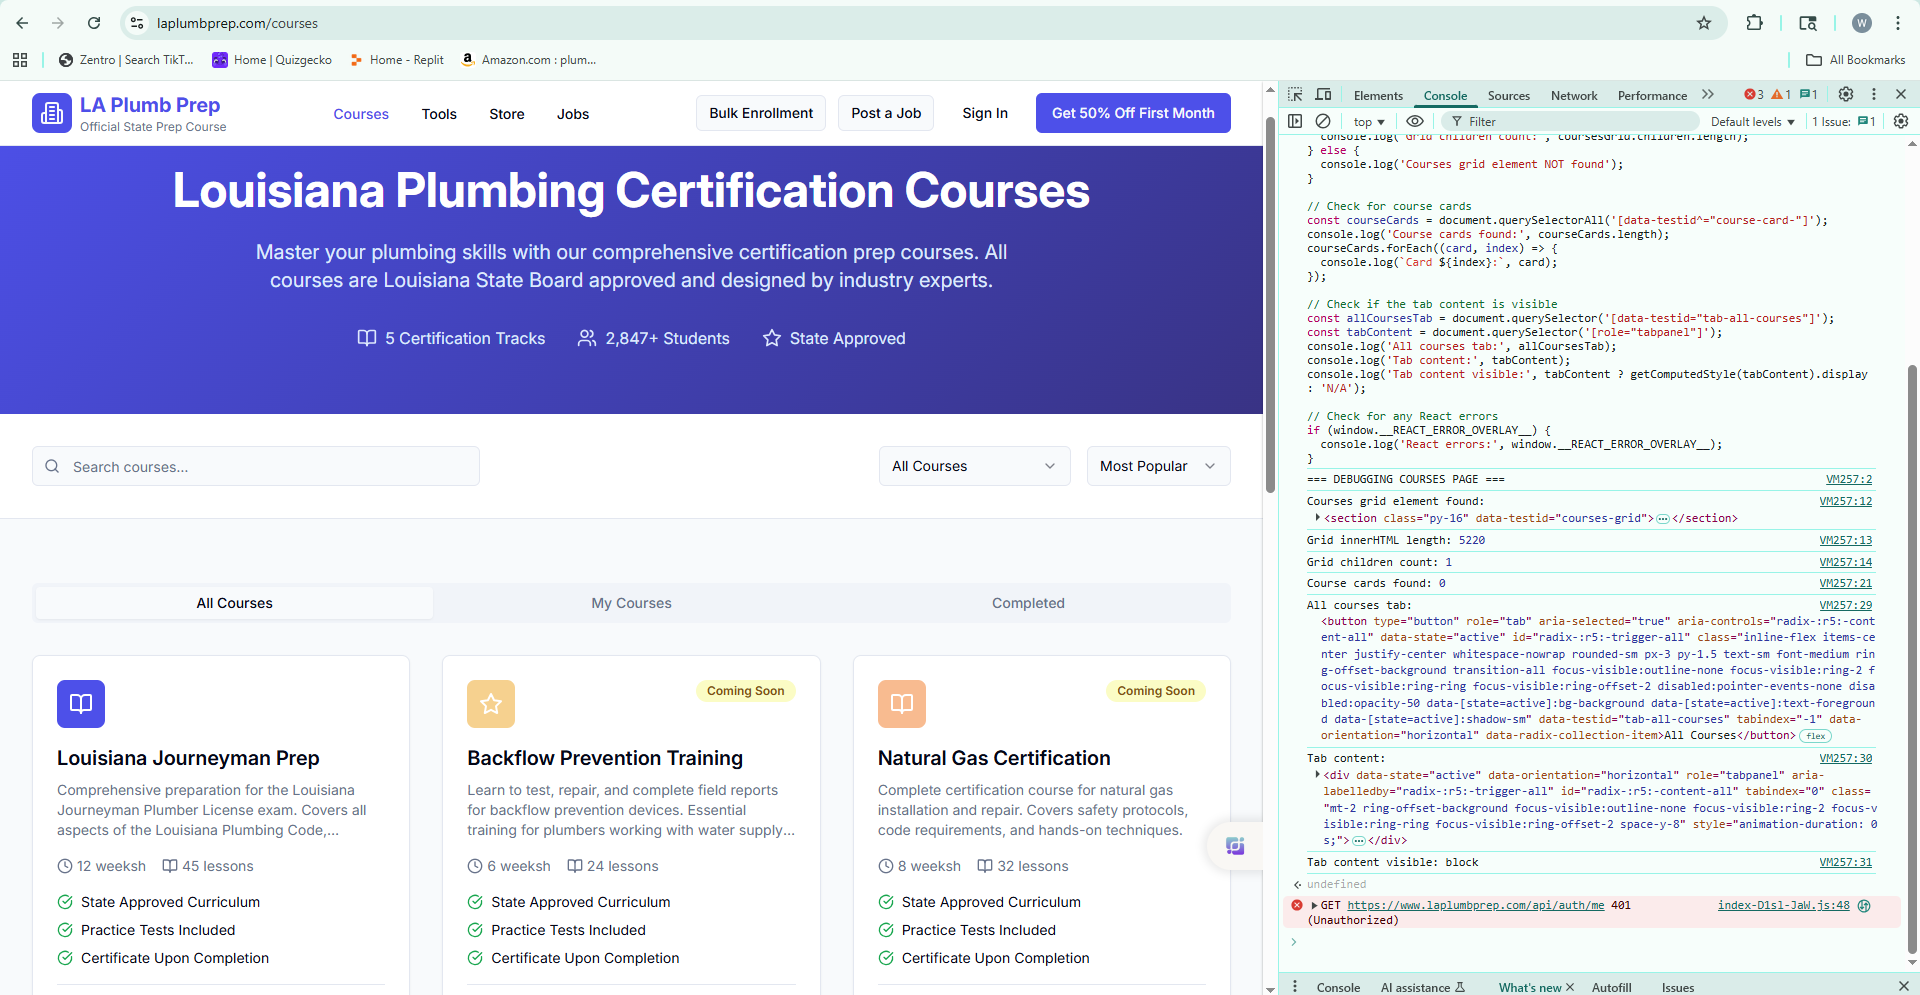 laplumbprep.com/courses
W
Zentro | Search TikT...
Home | Quizgecko
Home - Replit
Amazon.com : plum...
All Bookmarks
LA Plumb Prep
Official State Prep Course
Courses
Tools
Store
Jobs
Bulk Enrollment
Post a Job
Sign In
Get 50% Off First Month
Louisiana Plumbing Certification Courses
Master your plumbing skills with our comprehensive certification prep courses. All
courses are Louisiana State Board approved and designed by industry experts.
5 Certification Tracks
2,847+ Students
State Approved
Search courses...
All Courses
Most Popular
All Courses
My Courses
Completed
Louisiana Journeyman Prep
Comprehensive preparation for the Louisiana
Journeyman Plumber License exam. Covers all
aspects of the Louisiana Plumbing Code,...
12 weeksh
45 lessons
State Approved Curriculum
Practice Tests Included
Certificate Upon Completion
Coming Soon
Backflow Prevention Training
Learn to test, repair, and complete field reports
for backflow prevention devices. Essential
training for plumbers working with water supply...
6 weeksh
24 lessons
State Approved Curriculum
Practice Tests Included
Certificate Upon Completion
Coming Soon
Natural Gas Certification
Complete certification course for natural gas
installation and repair. Covers safety protocols,
code requirements, and hands-on techniques.
8 weeksh
32 lessons
State Approved Curriculum
Practice Tests Included
Certificate Upon Completion
Elements
Console
Sources
Network
Performance
3
1
1
top
Filter
Default levels
1 Issue:
1
console.log('Grid children count:', coursesGrid.children.length);
} else {
console.log('Courses grid element NOT found');
}
// Check for course cards
const courseCards = document.querySelectorAll('[data-testid^="course-card-"]');
console.log('Course cards found:', courseCards.length);
courseCards.forEach((card, index) => {
console.log(`Card ${index}:`, card);
});
// Check if the tab content is visible
const allCoursesTab = document.querySelector('[data-testid="tab-all-courses"]');
const tabContent = document.querySelector('[role="tabpanel"]');
console.log('All courses tab:', allCoursesTab);
console.log('Tab content:', tabContent);
console.log('Tab content visible:', tabContent ? getComputedStyle(tabContent).display
: 'N/A');
// Check for any React errors
if (window.__REACT_ERROR_OVERLAY__) {
console.log('React errors:', window.__REACT_ERROR_OVERLAY__);
}
=== DEBUGGING COURSES PAGE === VM257:2
Courses grid element found: VM257:12
<section class="py-16" data-testid="courses-grid">…</section>
Grid innerHTML length: 5220 VM257:13
Grid children count: 1 VM257:14
Course cards found: 0 VM257:21
All courses tab: VM257:29
<button type="button" role="tab" aria-selected="true" aria-controls="radix-:r5:-cont
ent-all" data-state="active" id="radix-:r5:-trigger-all" class="inline-flex items-ce
nter justify-center whitespace-nowrap rounded-sm px-3 py-1.5 text-sm font-medium rin
g-offset-background transition-all focus-visible:outline-none focus-visible:ring-2 f
ocus-visible:ring-ring focus-visible:ring-offset-2 disabled:pointer-events-none disa
bled:opacity-50 data-[state=active]:bg-background data-[state=active]:text-foregroun
d data-[state=active]:shadow-sm" data-testid="tab-all-courses" tabindex="-1" data-
orientation="horizontal" data-radix-collection-item>All Courses</button> flex
Tab content: VM257:30
<div data-state="active" data-orientation="horizontal" role="tabpanel" aria-
labelledby="radix-:r5:-trigger-all" id="radix-:r5:-content-all" tabindex="0" class=
"mt-2 ring-offset-background focus-visible:outline-none focus-visible:ring-2 focus-v
isible:ring-ring focus-visible:ring-offset-2 space-y-8" style="animation-duration: 0
s;">…</div>
Tab content visible: block VM257:31
undefined
GET https://www.laplumbprep.com/api/auth/me 401 index-D1sl-JaW.js:48
(Unauthorized)
Console
AI assistance
What's new
Autofill
Issues